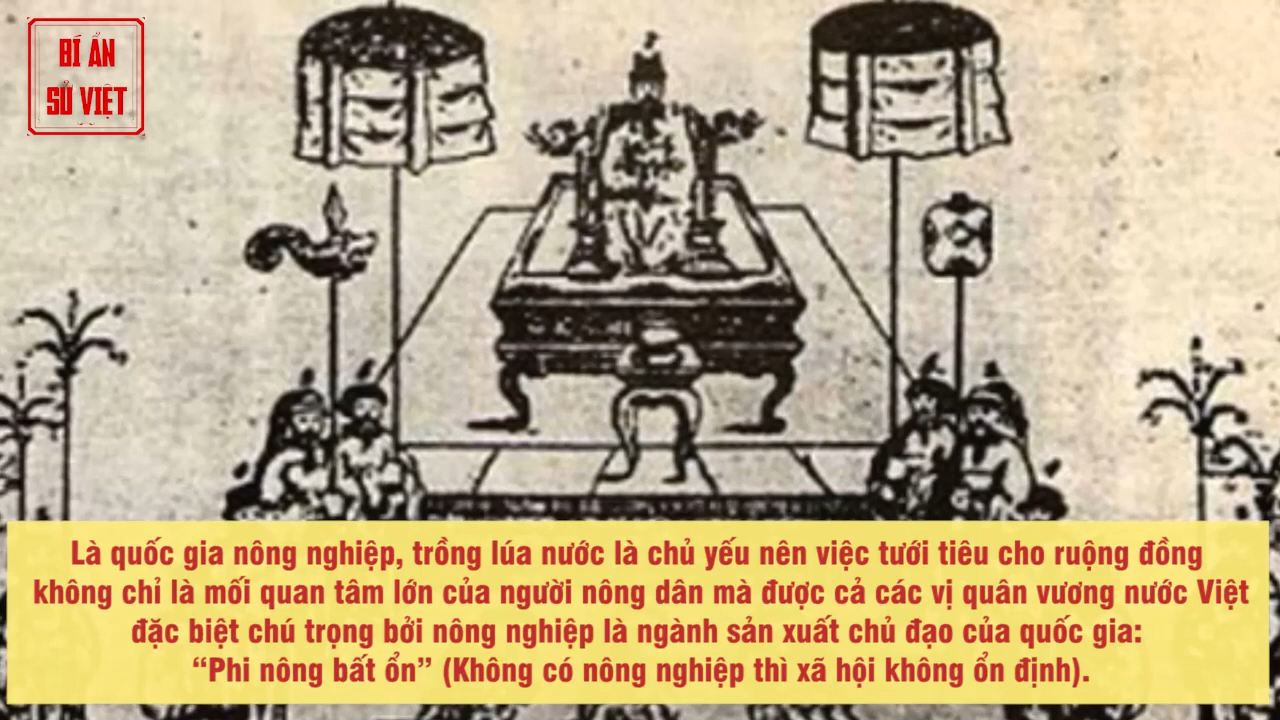 BÍ ẨN
SỬ VIỆT
Là quốc gia nông nghiệp, trồng lúa nước là chủ yếu nên việc tưới tiêu cho ruộng đồng
không chỉ là mối quan tâm lớn của người nông dân mà được cả các vị quân vương nước Việt
đặc biệt chú trọng bởi nông nghiệp là ngành sản xuất chủ đạo của quốc gia:
“Phi nông bất ổn” (Không có nông nghiệp thì xã hội không ổn định).